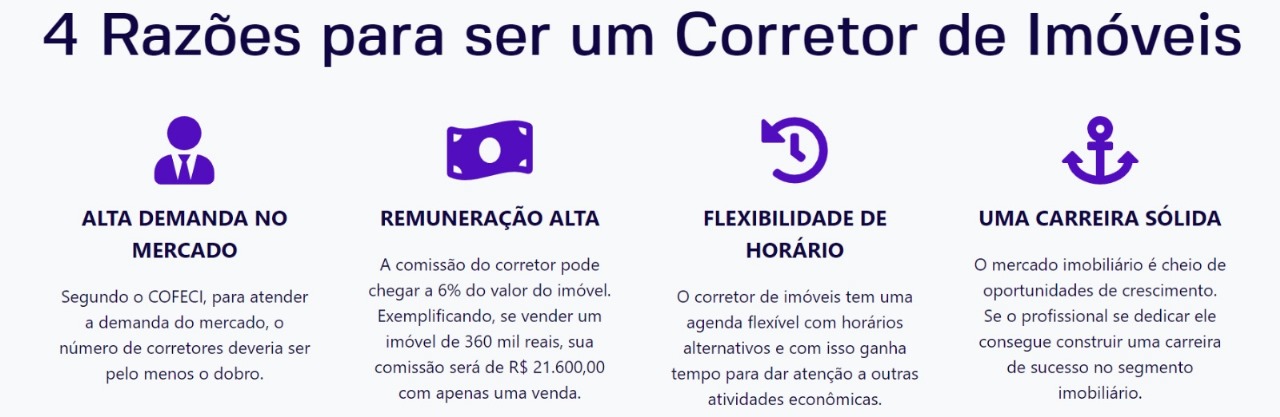 4 Razões para ser um Corretor de Imóveis
ALTA DEMANDA NO
MERCADO
Segundo o COFECI, para atender
a demanda do mercado, o
número de corretores deveria ser
pelo menos o dobro.
REMUNERAÇÃO ALTA
A comissão do corretor pode
chegar a 6% do valor do imóvel.
Exemplificando, se vender um
imóvel de 360 mil reais, sua
comissão será de R$ 21.600,00
com apenas uma venda.
FLEXIBILIDADE DE
HORÁRIO
O corretor de imóveis tem uma
agenda flexível com horários
alternativos e com isso ganha
tempo para dar atenção a outras
atividades econômicas.
UMA CARREIRA SÓLIDA
O mercado imobiliário é cheio de
oportunidades de crescimento.
Se o profissional se dedicar ele
consegue construir uma carreira
de sucesso no segmento
imobiliário.